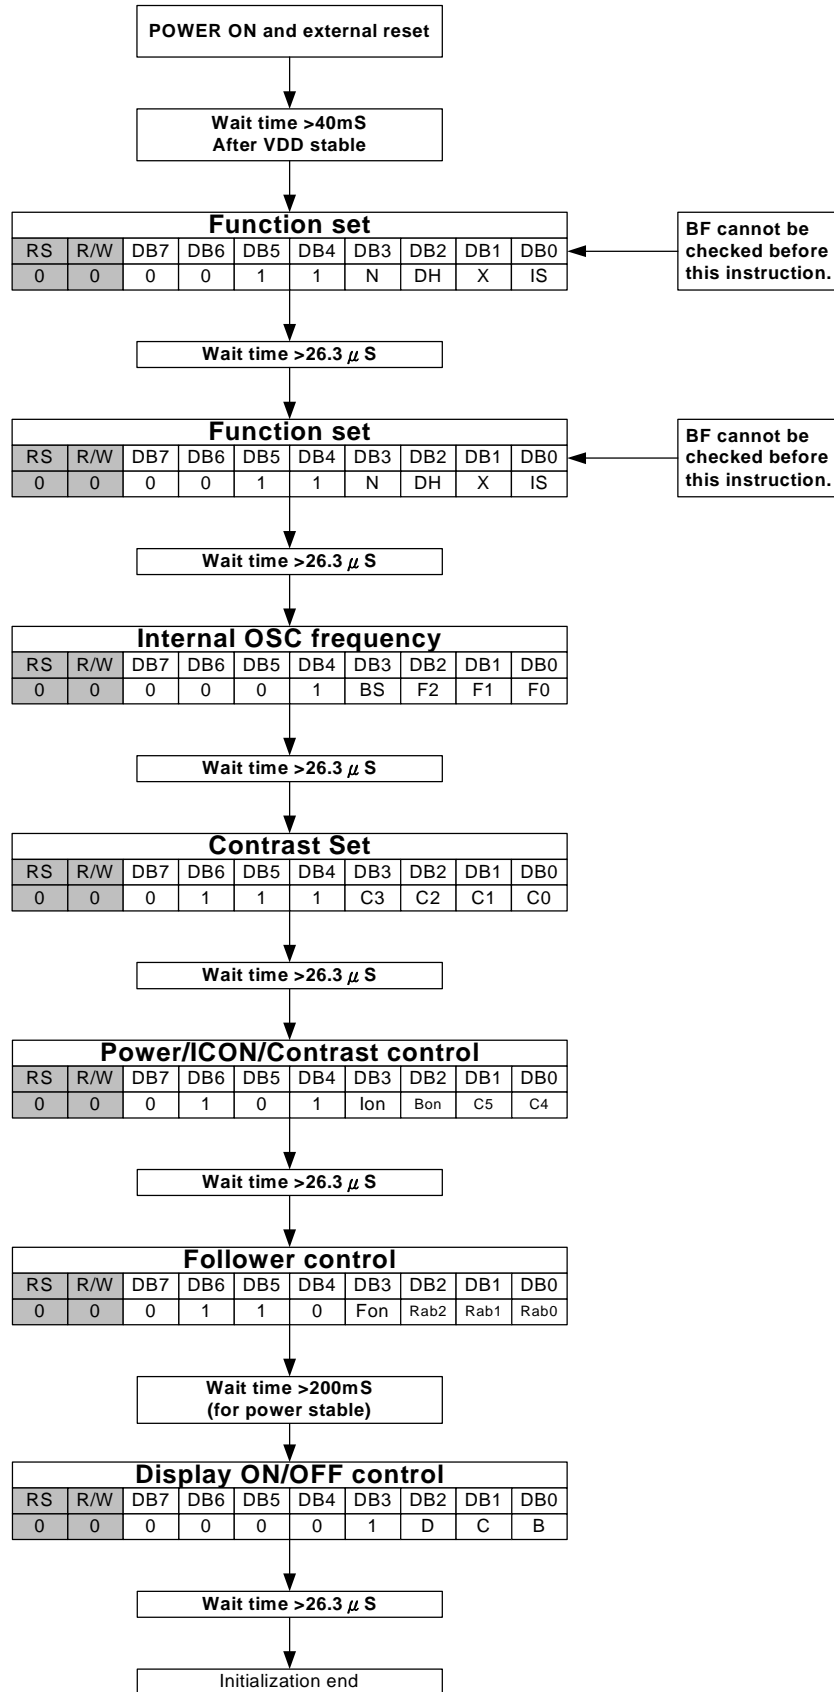 POWER ON and external reset
Wait time >40mS
After VDD stable
Function set
RS R/W DB7 DB6 DB5 DB4 DB3 DB2 DB1 DB0
0 0 0 0 1 1 N DH X IS
BF cannot be
checked before
this instruction.
Wait time >26.3 μ S
Function set
RS R/W DB7 DB6 DB5 DB4 DB3 DB2 DB1 DB0
0 0 0 0 1 1 N DH X IS
BF cannot be
checked before
this instruction.
Wait time >26.3 μ S
Internal OSC frequency
RS R/W DB7 DB6 DB5 DB4 DB3 DB2 DB1 DB0
0 0 0 0 0 1 BS F2 F1 F0
Wait time >26.3 μ S
Contrast Set
RS R/W DB7 DB6 DB5 DB4 DB3 DB2 DB1 DB0
0 0 0 1 1 1 C3 C2 C1 C0
Wait time >26.3 μ S
Power/ICON/Contrast control
RS R/W DB7 DB6 DB5 DB4 DB3 DB2 DB1 DB0
0 0 0 1 0 1 Ion Bon C5 C4
Wait time >26.3 μ S
Follower control
RS R/W DB7 DB6 DB5 DB4 DB3 DB2 DB1 DB0
0 0 0 1 1 0 Fon Rab2 Rab1 Rab0
Wait time >200mS
(for power stable)
Display ON/OFF control
RS R/W DB7 DB6 DB5 DB4 DB3 DB2 DB1 DB0
0 0 0 0 0 0 1 D C B
Wait time >26.3 μ S
Initialization end